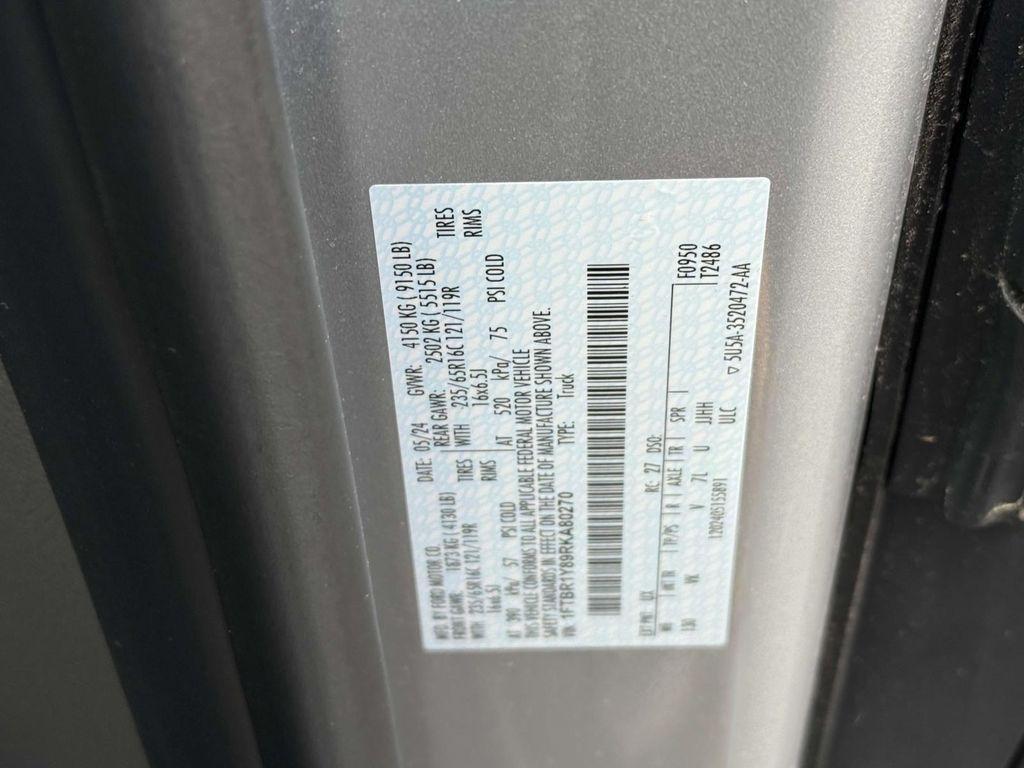 MFD. BY FORD MOTOR CO. DATE: 05/24 GVWR: 4150 KG ( 9150 LB)
FRONT GAWR: 1873 KG ( 4130 LB) REAR GAWR: 2502 KG ( 5515 LB)
WITH 235/65R16C 121/119R TIRES WITH 235/65R16C 121/119R TIRES
16x6.5J RIMS 16x6.5J RIMS
AT 390 kPa/ 57 PSI COLD AT 520 kPa/ 75 PSI COLD
THIS VEHICLE CONFORMS TO ALL APPLICABLE FEDERAL MOTOR VEHICLE
SAFETY STANDARDS IN EFFECT ON THE DATE OF MANUFACTURE SHOWN ABOVE.
VIN: 1FTBR1Y89RKA80270 TYPE: Truck
EXT PNT: UX RC: 27 DSO: F0950
WB INT TR TP/PS R AXLE TR SPR T2486
130 VK V 7L U JJHH
ULC
1202405155891 ▽ 5U5A-3520472-AA